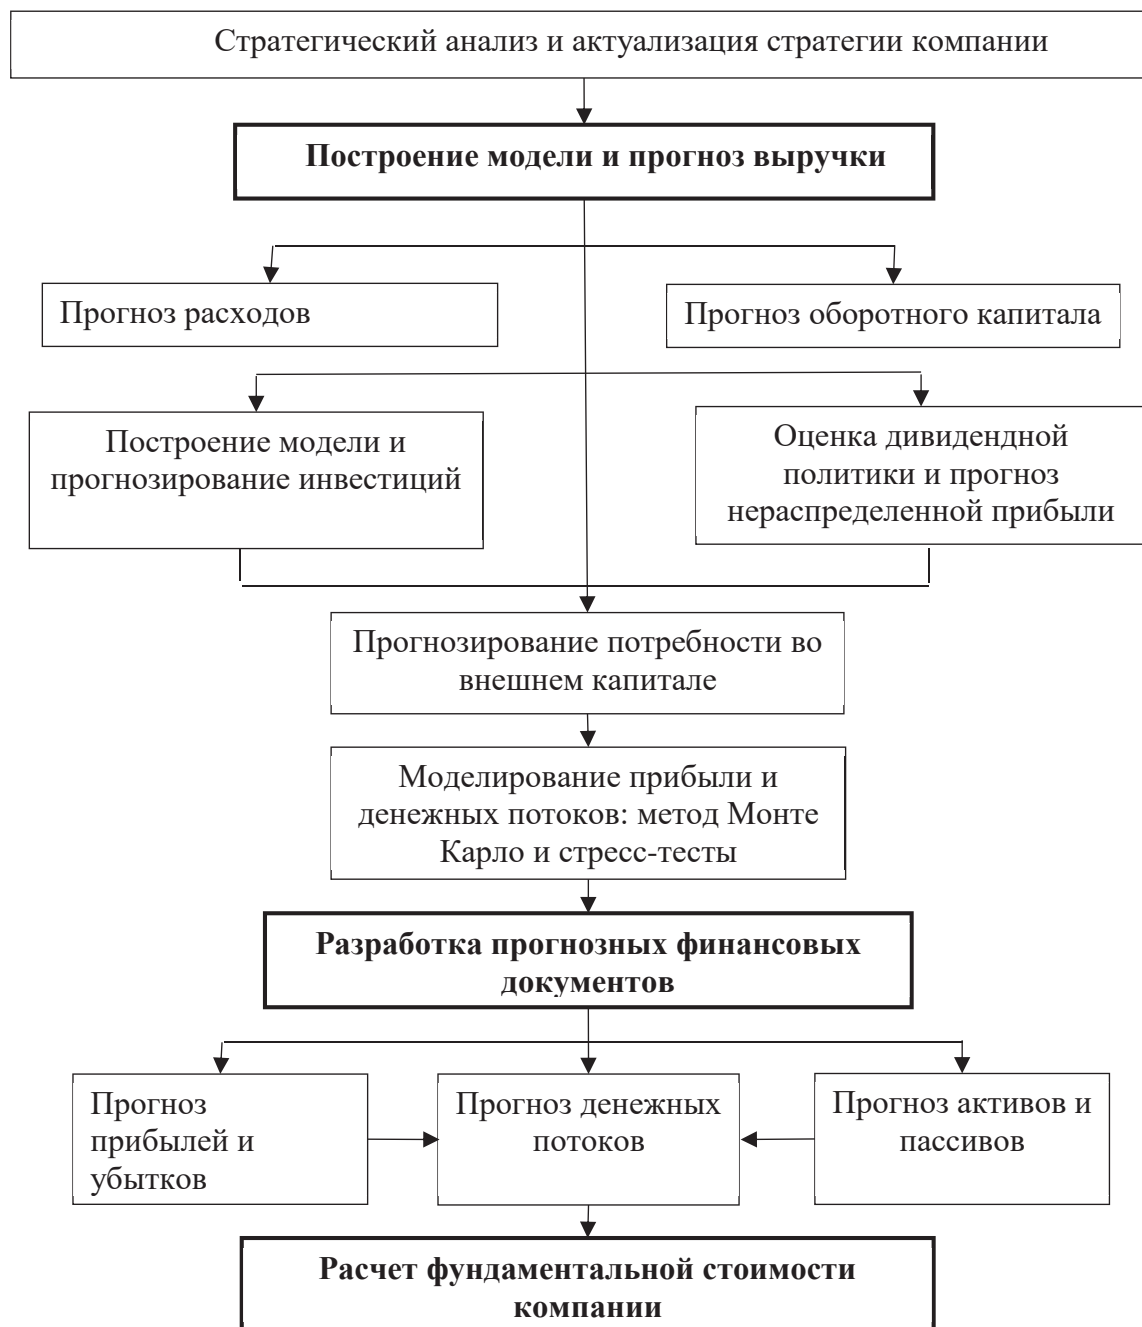 Стратегический анализ и актуализация стратегии компании
Построение модели и прогноз выручки
Прогноз расходов
Прогноз оборотного капитала
Построение модели и
прогнозирование инвестиций
Оценка дивидендной
политики и прогноз
нераспределенной прибыли
Прогнозирование потребности во
внешнем капитале
Моделирование прибыли и
денежных потоков: метод Монте
Карло и стресс-тесты
Разработка прогнозных финансовых
документов
Прогноз
прибылей и
убытков
Прогноз денежных
потоков
Прогноз активов и
пассивов
Расчет фундаментальной стоимости
компании